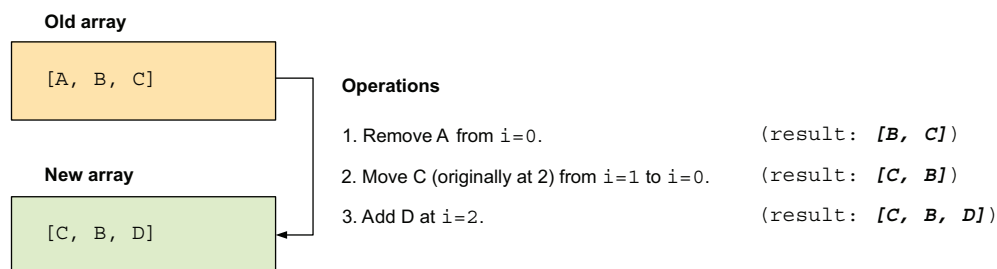 Old array
[A, B, C]
New array
[C, B, D]
Operations
1. Remove A from i=0. (result: [B, C])
2. Move C (originally at 2) from i=1 to i=0. (result: [C, B])
3. Add D at i=2. (result: [C, B, D])